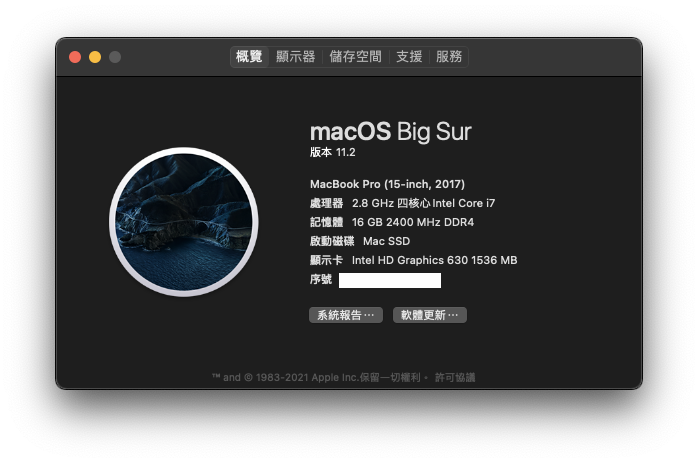 概覽 顯示器 儲存空間 支援 服務
macOS Big Sur
版本 11.2
MacBook Pro (15-inch, 2017)
處理器 2.8 GHz 四核心 Intel Core i7
記憶體 16 GB 2400 MHz DDR4
啟動磁碟 Mac SSD
顯示卡 Intel HD Graphics 630 1536 MB
序號
系統報告⋯ 軟體更新⋯
™ and © 1983-2021 Apple Inc.保留一切權利。 許可協議